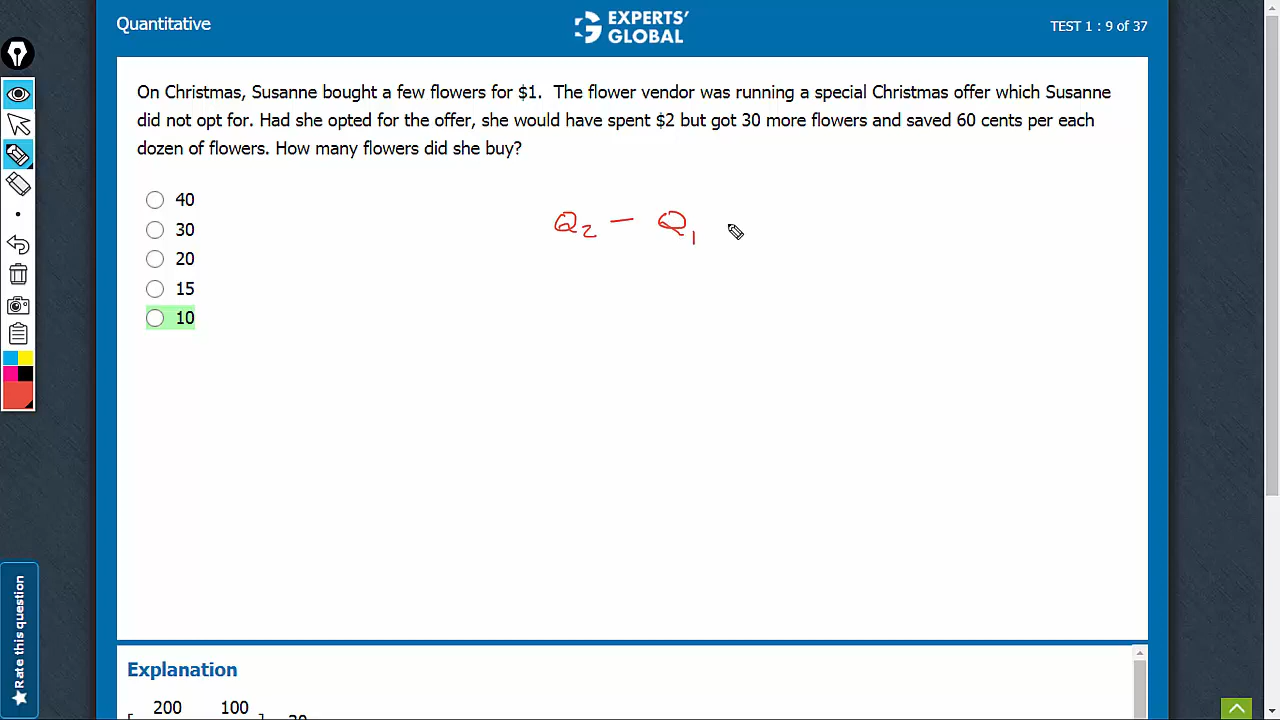 Quantitative
EXPERTS'
GLOBAL
TEST 1 : 9 of 37
On Christmas, Susanne bought a few flowers for $1. The flower vendor was running a special Christmas offer which Susanne
did not opt for. Had she opted for the offer, she would have spent $2 but got 30 more flowers and saved 60 cents per each
dozen of flowers. How many flowers did she buy?
40
30
20
15
10
Q₂ − Q₁
Rate this question
Explanation
200 100